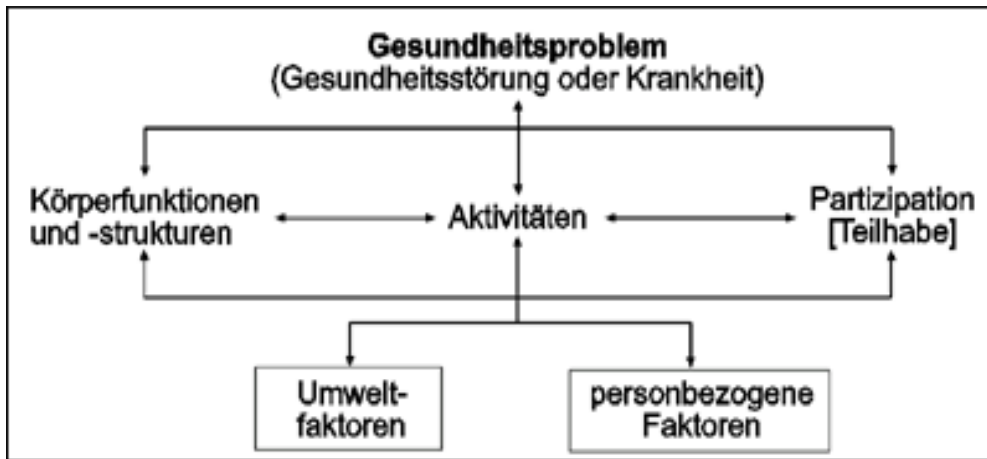 Gesundheitsproblem
(Gesundheitsstörung oder Krankheit)
Körperfunktionen
und -strukturen
Aktivitäten
Partizipation
[Teilhabe]
Umwelt-
faktoren
personbezogene
Faktoren